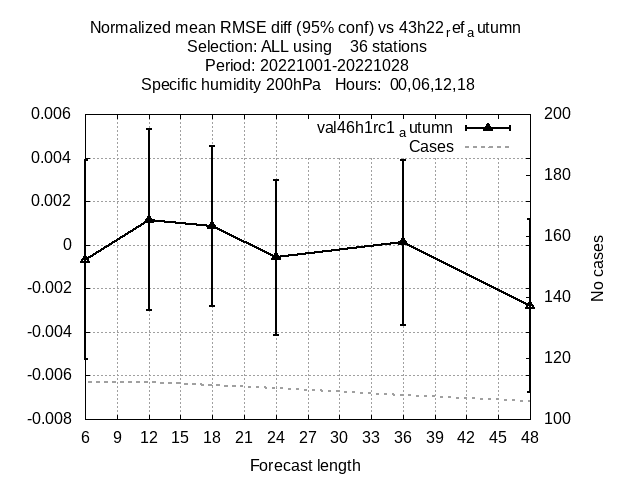 Normalized mean RMSE diff (95% conf) vs 43h22refautumn
Selection: ALL using 36 stations
Period: 20221001-20221028
Specific humidity 200hPa Hours: 00,06,12,18
val46h1rc1autumn
Cases
0.006
0.004
0.002
0
-0.002
-0.004
-0.006
-0.008
200
180
160
140
120
100
No cases
6 9 12 15 18 21 24 27 30 33 36 39 42 45 48
Forecast length